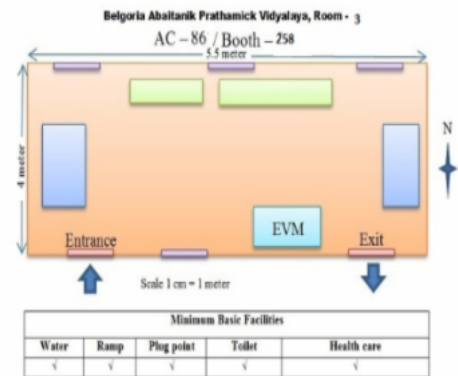 Belgoria Abaitanik Prathamick Vidyalaya, Room - 3
AC – 86 / Booth – 258
5.5 meter
4 meter
N
EVM
Entrance
Exit
Scale 1 cm = 1 meter
Minimum Basic Facilities
Water Ramp Plug point Toilet Health care
√ √ √ √ √